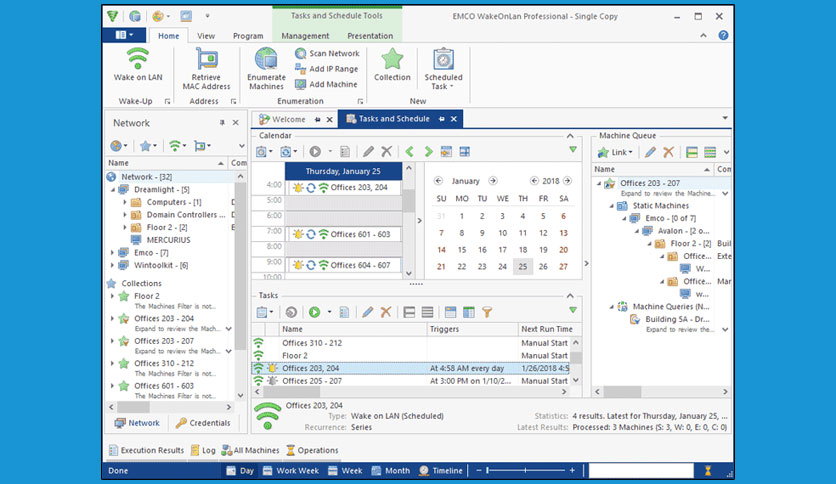 Tasks and Schedule Tools
EMCO WakeOnLan Professional - Single Copy
Home View Program Management Presentation
Wake on LAN
Retrieve
MAC Address
Enumerate
Machines
Scan Network
Add IP Range
Add Machine
Collection
Scheduled
Task
Wake-Up
Address
Enumeration
New
Network
Name Com
Network - [32]
Dreamlight - [5]
Computers - [1] D
Domain Controllers ... D
Floor 2 - [2] D
MERCURIUS
Emco - [7]
Wintoolkit - [6]
Collections
Floor 2
The Machines Filter is not...
Offices 203 - 204
Expand to review the Mach...
Offices 203 - 207
Expand to review the Mach...
Offices 310 - 212
The Machines Filter is not...
Offices 601 - 603
The Machines Filter is not...
Network Credentials
Welcome
Tasks and Schedule
Calendar
Thursday, January 25
4:00 Offices 203, 204
5:00
6:00
7:00 Offices 601 - 603
8:00
9:00 Offices 604 - 607
10:00
January 2018
SU MO TU WE TH FR SA
31 1 2 3 4 5 6
7 8 9 10 11 12 13
14 15 16 17 18 19 20
21 22 23 24 25 26 27
Tasks
Name Triggers Next Run Time
Offices 310 - 212 Manual Start
Floor 2 Manual Start
Offices 203, 204 At 4:58 AM every day 1/26/2018 4:5
Offices 205 - 207 At 3:00 PM on 1/10/2... Manual Start
Offices 203, 204
Type: Wake on LAN (Scheduled)
Recurrence: Series
Statistics: 4 results. Latest for Thursday, January 25, ...
Latest Results: Processed: 3 Machines (S: 3, W: 0, E: 0, C: 0)
Machine Queue
Link
Name Com
Offices 203 - 207
Expand to review the Mach...
Static Machines
Emco - [0 of 7]
Avalon - [2 o...
Floor 2 - [2] Buil
Office... Exte
W...
Office... Mar
w...
Machine Queries (N...
Building 5A - Dr...
Expand to review the...
Execution Results Log All Machines Operations
Done
Day Work Week Week Month Timeline